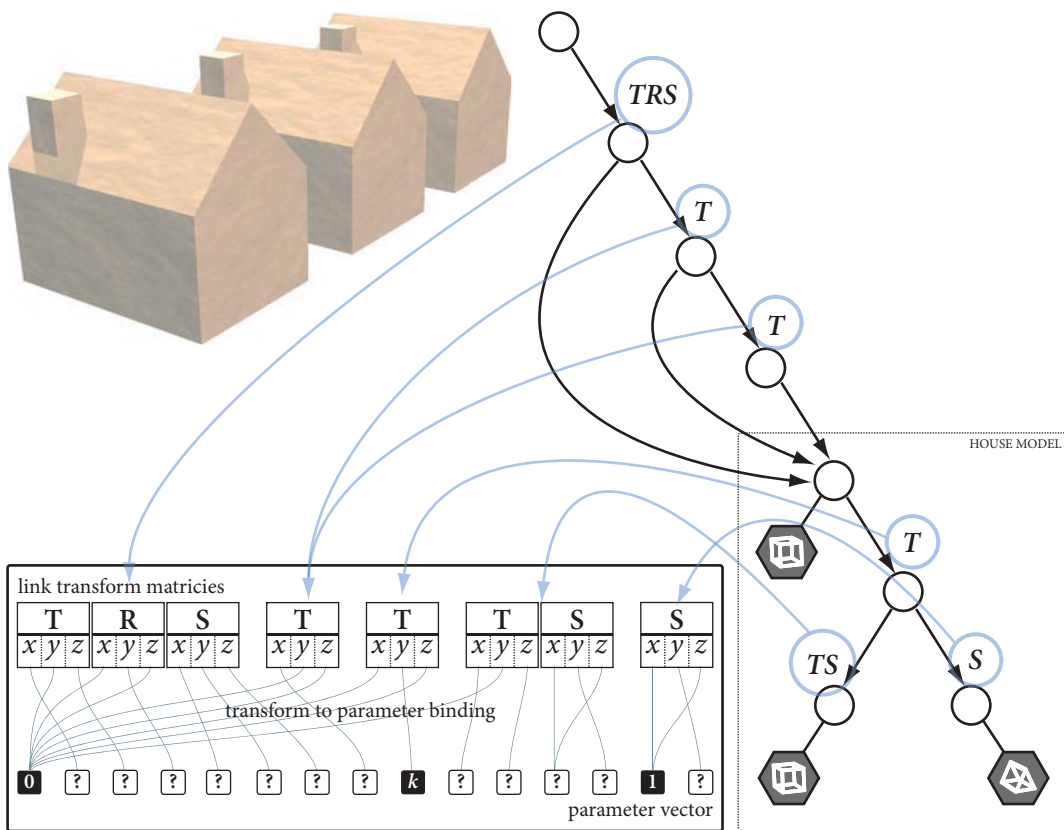 TRS
T
T
HOUSE MODEL
T
TS
S
link transform matricies
T R S T T T S S
x y z x y z x y z x y z x y z x y z x y z x y z
transform to parameter binding
0 ? ? ? ? ? ? ? k ? ? ? ? 1 ?
parameter vector